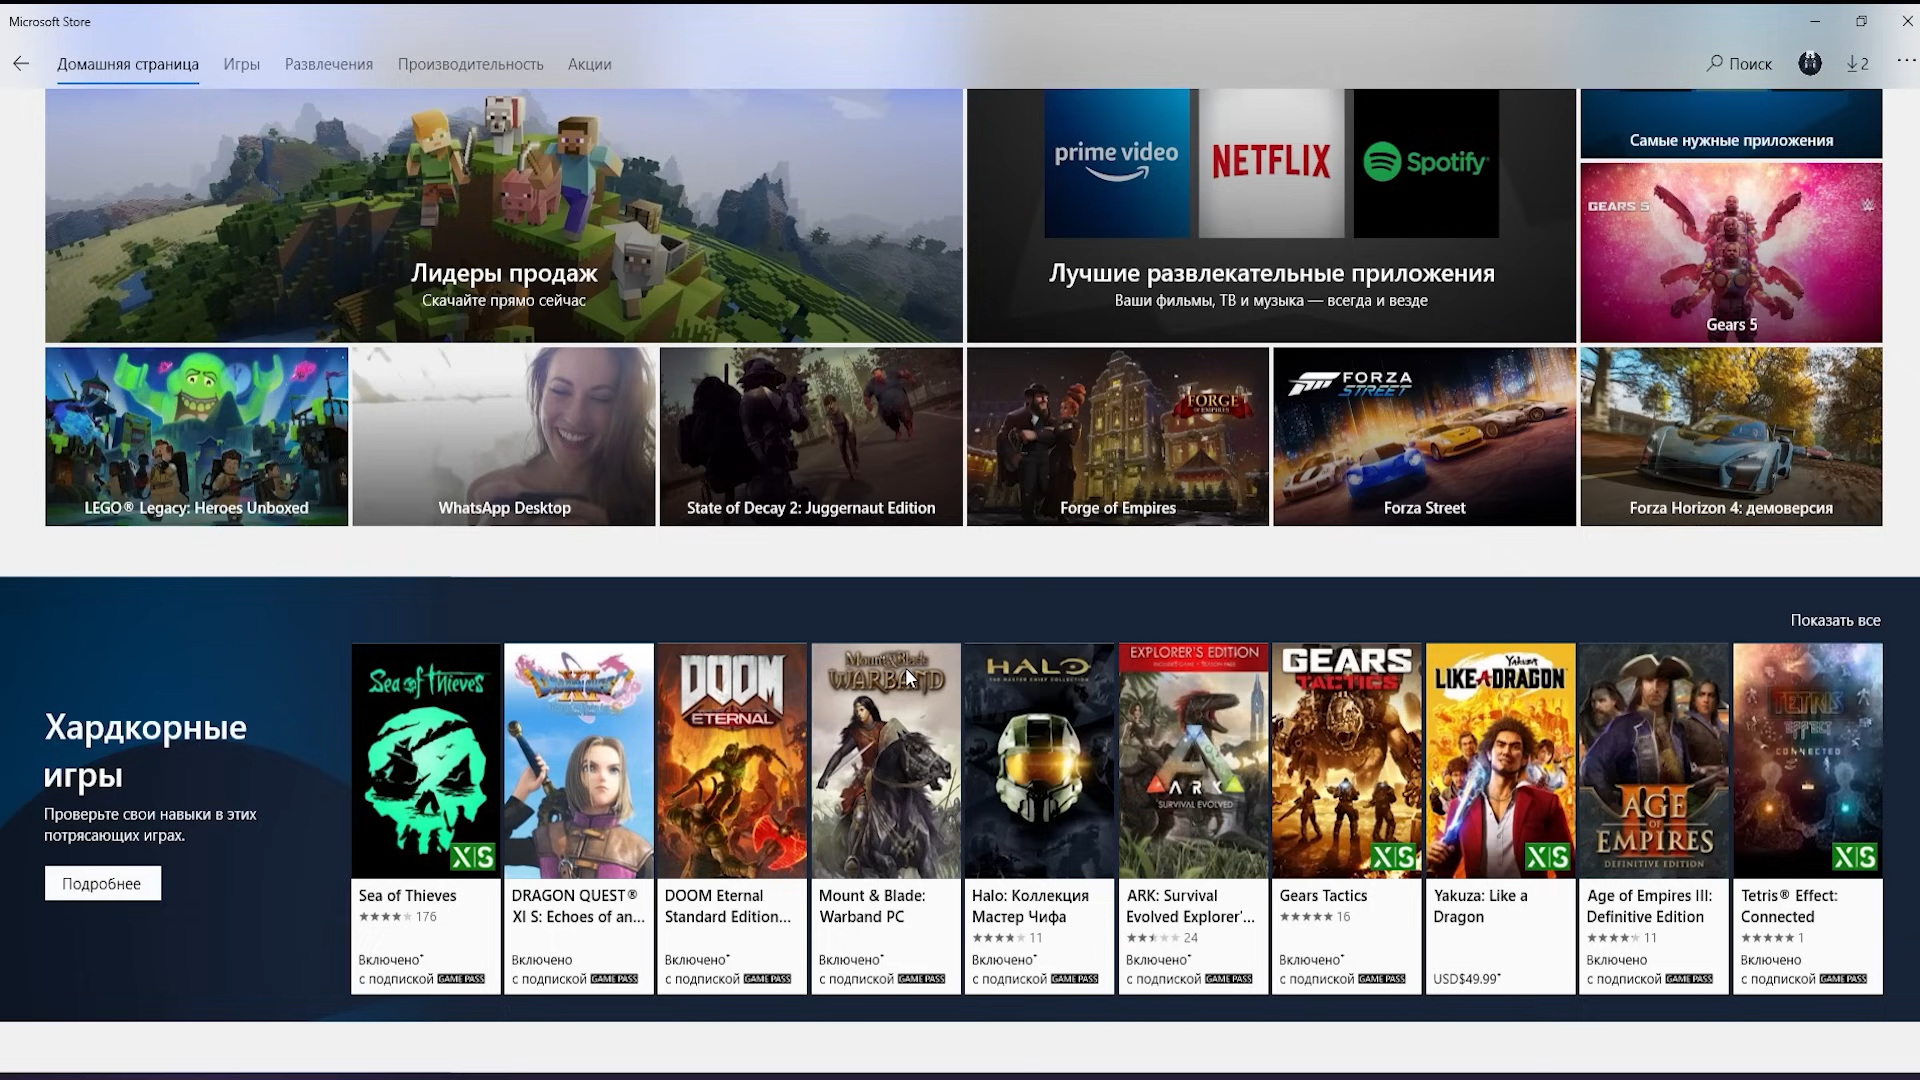 Microsoft Store
Домашняя страница Игры Развлечения Производительность Акции
Поиск 2
prime video
NETFLIX
Spotify
Самые нужные приложения
GEARS 5
Gears 5
Лидеры продаж
Скачайте прямо сейчас
Лучшие развлекательные приложения
Ваши фильмы, ТВ и музыка — всегда и везде
LEGO® Legacy: Heroes Unboxed
WhatsApp Desktop
State of Decay 2: Juggernaut Edition
FORGE
OF EMPIRES
Forge of Empires
FORZA
STREET
Forza Street
Forza Horizon 4: демоверсия
Показать все
Хардкорные
игры
Проверьте свои навыки в этих
потрясающих играх.
Подробнее
Sea of Thieves
X|S
Sea of Thieves
176
Включено*
с подпиской GAME PASS
DRAGON QUEST®
XI S: Echoes of an...
Включено
с подпиской GAME PASS
DOOM
ETERNAL
DOOM Eternal
Standard Edition...
Включено*
с подпиской GAME PASS
Mount & Blade
WARBAND
Mount & Blade:
Warband PC
Включено*
с подпиской GAME PASS
HALO
THE MASTER CHIEF COLLECTION
Halo: Коллекция
Мастер Чифа
11
Включено*
с подпиской GAME PASS
EXPLORER'S EDITION
ARK
SURVIVAL EVOLVED
ARK: Survival
Evolved Explorer'...
24
Включено*
с подпиской GAME PASS
GEARS
TACTICS
X|S
Gears Tactics
16
Включено*
с подпиской GAME PASS
Yakuza
LIKE A DRAGON
X|S
Yakuza: Like a
Dragon
USD$49.99*
AGE
OF
EMPIRES
III
DEFINITIVE EDITION
Age of Empires III:
Definitive Edition
11
Включено
с подпиской GAME PASS
TETRIS
EFFECT
CONNECTED
X|S
Tetris® Effect:
Connected
1
Включено
с подпиской GAME PASS